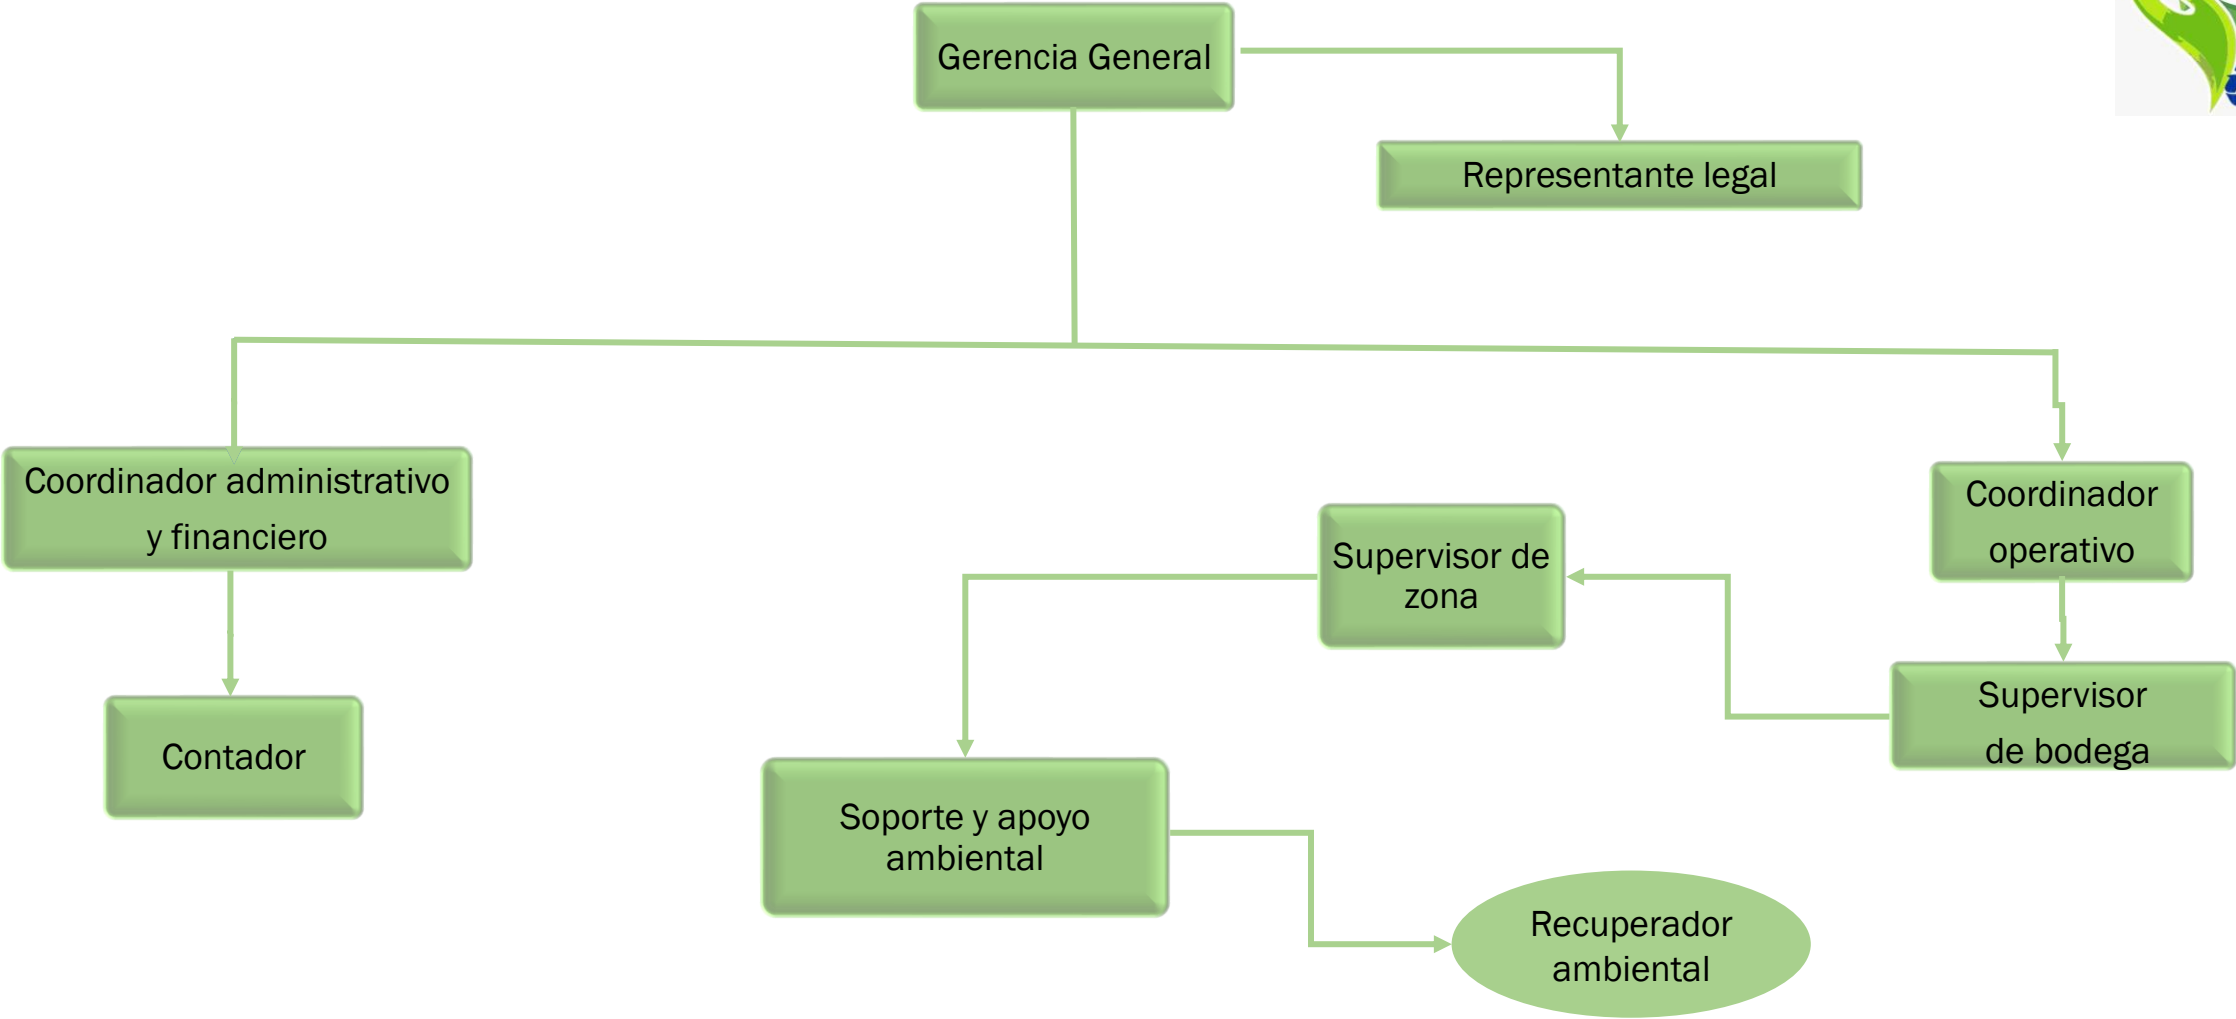 Gerencia General
Representante legal
Coordinador administrativo
y financiero
Coordinador
operativo
Supervisor de
zona
Supervisor
de bodega
Contador
Soporte y apoyo
ambiental
Recuperador
ambiental